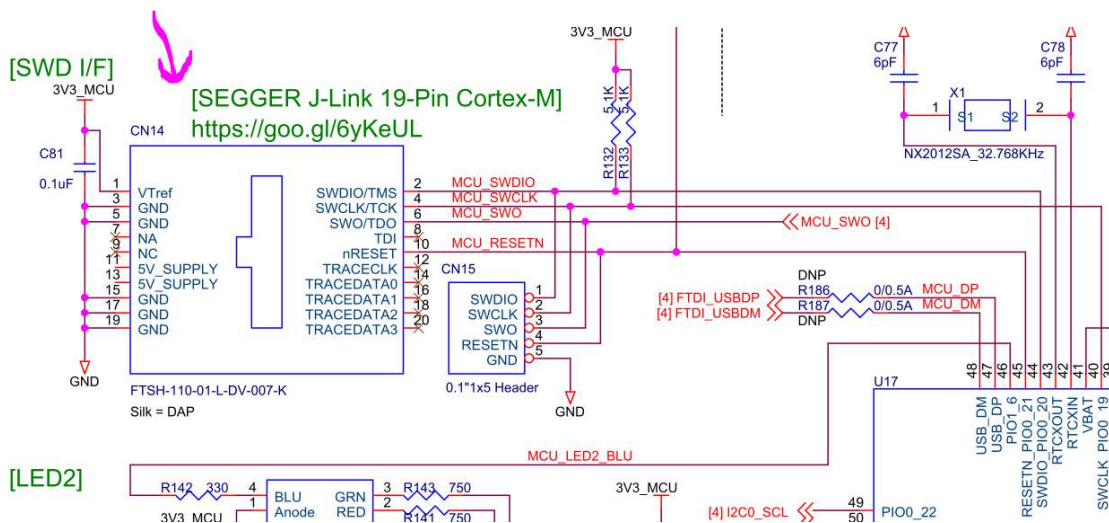 [SWD I/F]
3V3_MCU
[SEGGER J-Link 19-Pin Cortex-M]
https://goo.gl/6yKeUL
CN14
C81
0.1uF
1 VTref
3 GND
5 GND
7 NA
9 NC
11 5V_SUPPLY
13 5V_SUPPLY
15 GND
17 GND
19 GND
SWDIO/TMS 2
SWCLK/TCK 4
SWO/TDO 6
TDI 8
nRESET 10
TRACECLK 12
TRACEDATA0 14
TRACEDATA1 16
TRACEDATA2 18
TRACEDATA3 20
GND
FTSH-110-01-L-DV-007-K
Silk = DAP
MCU_SWDIO
MCU_SWCLK
MCU_SWO
MCU_RESETN
3V3_MCU
5.1K
5.1K
R132
R133
MCU_SWO [4]
CN15
SWDIO 1
SWCLK 2
SWO 3
RESETN 4
GND 5
0.1"1x5 Header
GND
C77
6pF
C78
6pF
X1
1 S1 S2 2
NX2012SA_32.768KHz
DNP
[4] FTDI_USBDP R186 0/0.5A MCU_DP
[4] FTDI_USBDM R187 0/0.5A MCU_DM
DNP
U17
48 USB_DM
47 USB_DP
46 PIO1_6
45 RESETN_PIO0_21
44 SWDIO_PIO0_20
43 RTCXOUT
42 RTCXIN
41 VBAT
40
39 SWCLK_PIO0_19
MCU_LED2_BLU
[LED2]
R142 330 4 BLU
1 Anode
3V3_MCU
GRN 3 R143 750
RED 2 R141 750
3V3_MCU
[4] I2C0_SCL 49 PIO0_22
50